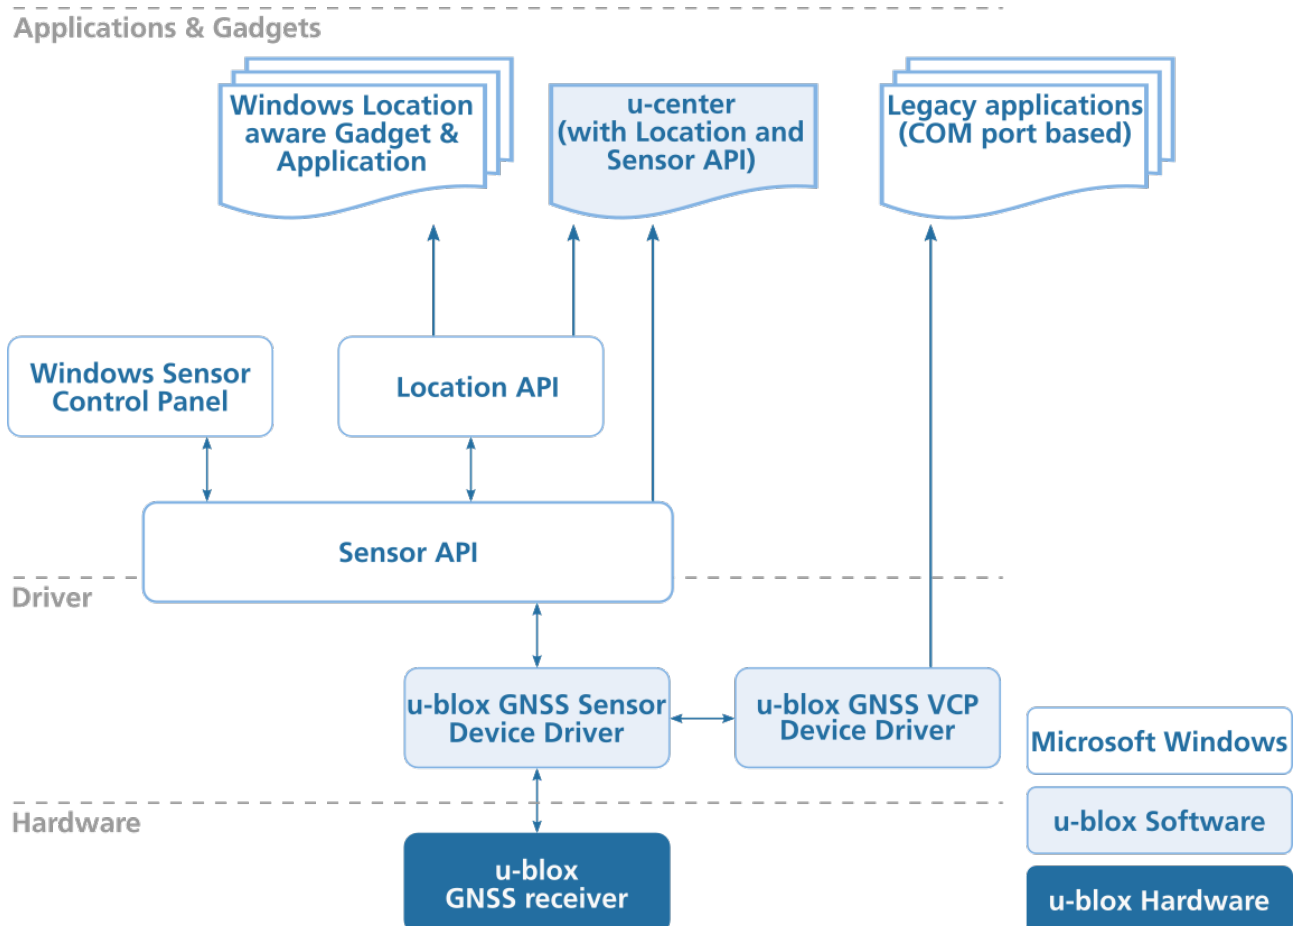 Applications & Gadgets
Windows Location
aware Gadget &
Application
u-center
(with Location and
Sensor API)
Legacy applications
(COM port based)
Windows Sensor
Control Panel
Location API
Sensor API
Driver
u-blox GNSS Sensor
Device Driver
u-blox GNSS VCP
Device Driver
Microsoft Windows
u-blox Software
Hardware
u-blox
GNSS receiver
u-blox Hardware